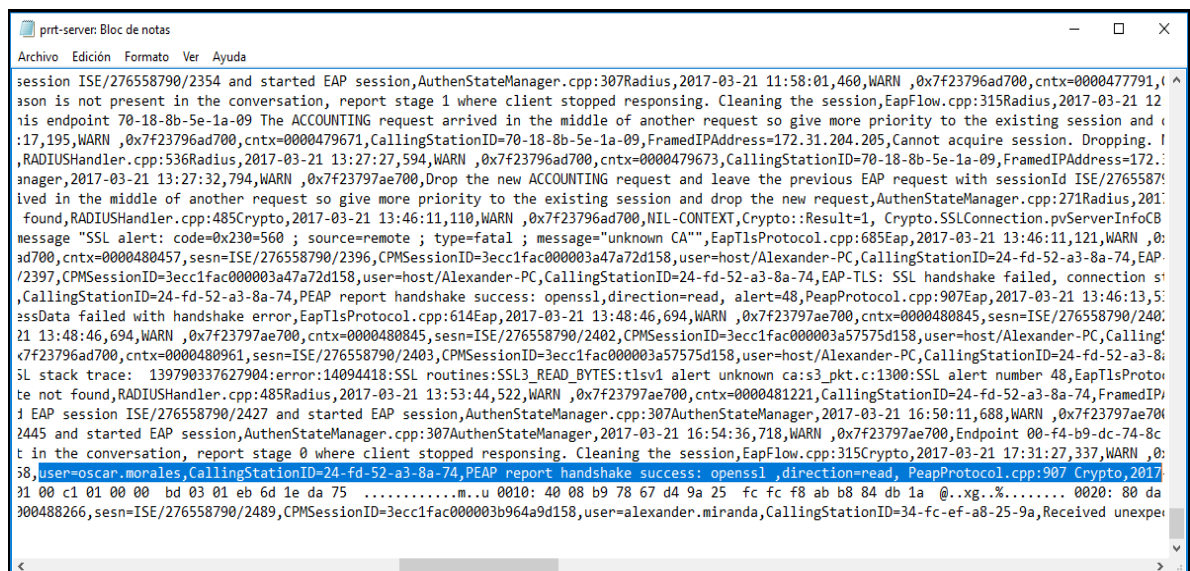 prrt-server: Bloc de notas
Archivo Edición Formato Ver Ayuda
session ISE/276558790/2354 and started EAP session,AuthenStateManager.cpp:307Radius,2017-03-21 11:58:01,460,WARN ,0x7f23796ad700,cntx=0000477791,
ason is not present in the conversation, report stage 1 where client stopped responsing. Cleaning the session,EapFlow.cpp:315Radius,2017-03-21 12
his endpoint 70-18-8b-5e-1a-09 The ACCOUNTING request arrived in the middle of another request so give more priority to the existing session and
:17,195,WARN ,0x7f23796ad700,cntx=0000479671,CallingStationID=70-18-8b-5e-1a-09,FramedIPAddress=172.31.204.205,Cannot acquire session. Dropping.
,RADIUSHandler.cpp:536Radius,2017-03-21 13:27:27,594,WARN ,0x7f23796ad700,cntx=0000479673,CallingStationID=70-18-8b-5e-1a-09,FramedIPAddress=172.
anager,2017-03-21 13:27:32,794,WARN ,0x7f23797ae700,Drop the new ACCOUNTING request and leave the previous EAP request with sessionId ISE/2765587
ived in the middle of another request so give more priority to the existing session and drop the new request,AuthenStateManager.cpp:271Radius,201
found,RADIUSHandler.cpp:485Crypto,2017-03-21 13:46:11,110,WARN ,0x7f23796ad700,NIL-CONTEXT,Crypto::Result=1, Crypto.SSLConnection.pvServerInfoCB
message "SSL alert: code=0x230=560 ; source=remote ; type=fatal ; message="unknown CA"",EapTlsProtocol.cpp:685Eap,2017-03-21 13:46:11,121,WARN ,0
ad700,cntx=0000480457,sesn=ISE/276558790/2396,CPMSessionID=3ecc1fac000003a47a72d158,user=host/Alexander-PC,CallingStationID=24-fd-52-a3-8a-74,EAP-
/2397,CPMSessionID=3ecc1fac000003a47a72d158,user=host/Alexander-PC,CallingStationID=24-fd-52-a3-8a-74,EAP-TLS: SSL handshake failed, connection st
,CallingStationID=24-fd-52-a3-8a-74,PEAP report handshake success: openssl,direction=read, alert=48,PeapProtocol.cpp:907Eap,2017-03-21 13:46:13,5
essData failed with handshake error,EapTlsProtocol.cpp:614Eap,2017-03-21 13:48:46,694,WARN ,0x7f23797ae700,cntx=0000480845,sesn=ISE/276558790/240
21 13:48:46,694,WARN ,0x7f23797ae700,cntx=0000480845,sesn=ISE/276558790/2402,CPMSessionID=3ecc1fac000003a57575d158,user=host/Alexander-PC,Calling
x7f23796ad700,cntx=0000480961,sesn=ISE/276558790/2403,CPMSessionID=3ecc1fac000003a57575d158,user=host/Alexander-PC,CallingStationID=24-fd-52-a3-8
SL stack trace: 139790337627904:error:14094418:SSL routines:SSL3_READ_BYTES:tlsv1 alert unknown ca:s3_pkt.c:1300:SSL alert number 48,EapTlsProto
te not found,RADIUSHandler.cpp:485Radius,2017-03-21 13:53:44,522,WARN ,0x7f23796ad700,cntx=0000481221,CallingStationID=24-fd-52-a3-8a-74,FramedIP
d EAP session ISE/276558790/2427 and started EAP session,AuthenStateManager.cpp:307AuthenStateManager,2017-03-21 16:50:11,688,WARN ,0x7f23797ae70
2445 and started EAP session,AuthenStateManager.cpp:307AuthenStateManager,2017-03-21 16:54:36,718,WARN ,0x7f23797ae700,Endpoint 00-f4-b9-dc-74-8c
t in the conversation, report stage 0 where client stopped responsing. Cleaning the session,EapFlow.cpp:315Crypto,2017-03-21 17:31:27,337,WARN ,0
58,user=oscar.morales,CallingStationID=24-fd-52-a3-8a-74,PEAP report handshake success: openssl ,direction=read, PeapProtocol.cpp:907 Crypto,2017-
01 00 c1 01 00 00 bd 03 01 eb 6d 1e da 75 ............m..u 0010: 40 08 b9 78 67 d4 9a 25 fc fc f8 ab b8 84 db 1a @..xg..%........ 0020: 80 da
000488266,sesn=ISE/276558790/2489,CPMSessionID=3ecc1fac000003b964a9d158,user=alexander.miranda,CallingStationID=34-fc-ef-a8-25-9a,Received unexpe